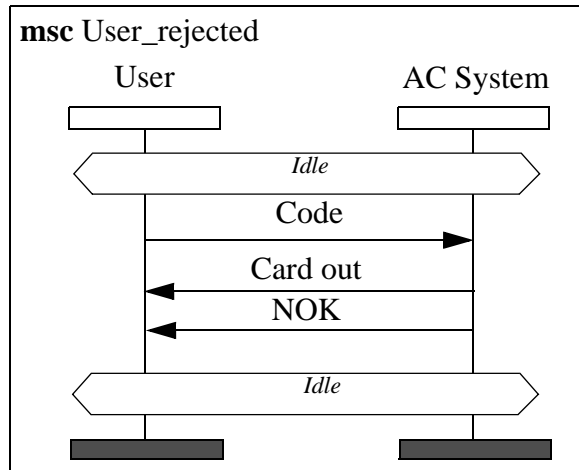 msc User_rejected
User AC System
Idle
Code
Card out
NOK
Idle